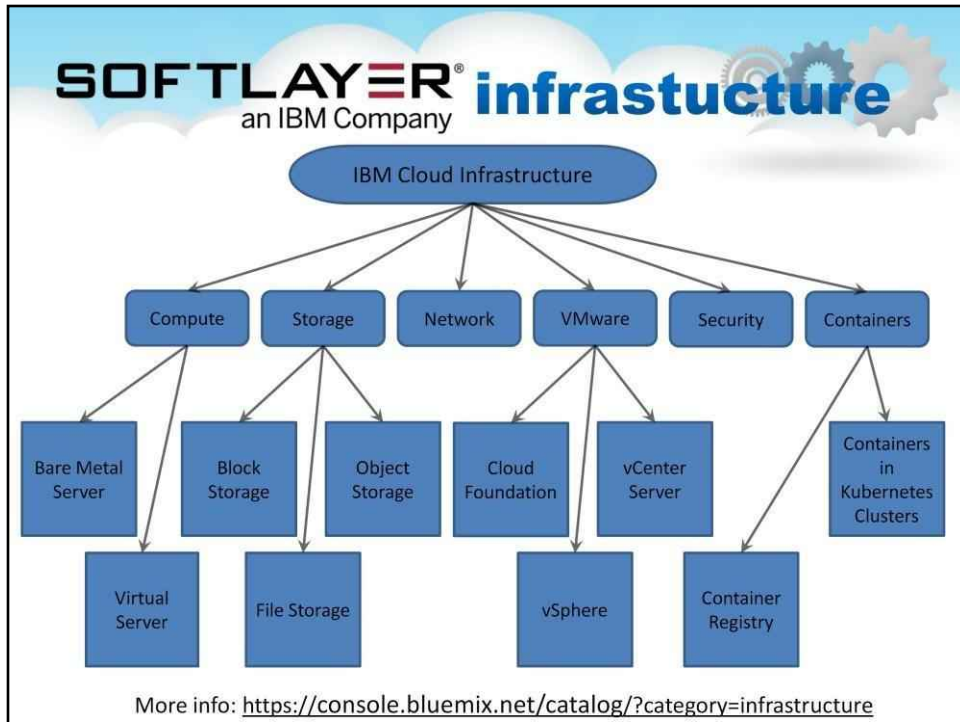 SOFTLAYER® infrastucture
an IBM Company
IBM Cloud Infrastructure
Compute
Storage
Network
VMware
Security
Containers
Bare Metal
Server
Block
Storage
Object
Storage
Cloud
Foundation
vCenter
Server
Containers
in
Kubernetes
Clusters
Virtual
Server
File Storage
vSphere
Container
Registry
More info: https://console.bluemix.net/catalog/?category=infrastructure